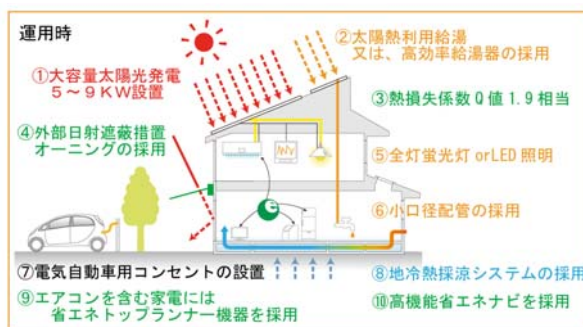 運用時
①大容量太陽光発電
5～9KW設置
②太陽熱利用給湯
又は、高効率給湯器の採用
③熱損失係数Q値1.9相当
④外部日射遮蔽措置
オーニングの採用
⑤全灯蛍光灯orLED照明
⑥小口径配管の採用
e
⑦電気自動車用コンセントの設置
⑧地冷熱採涼システムの採用
⑨エアコンを含む家電には
省エネトップランナー機器を採用
⑩高機能省エネナビを採用